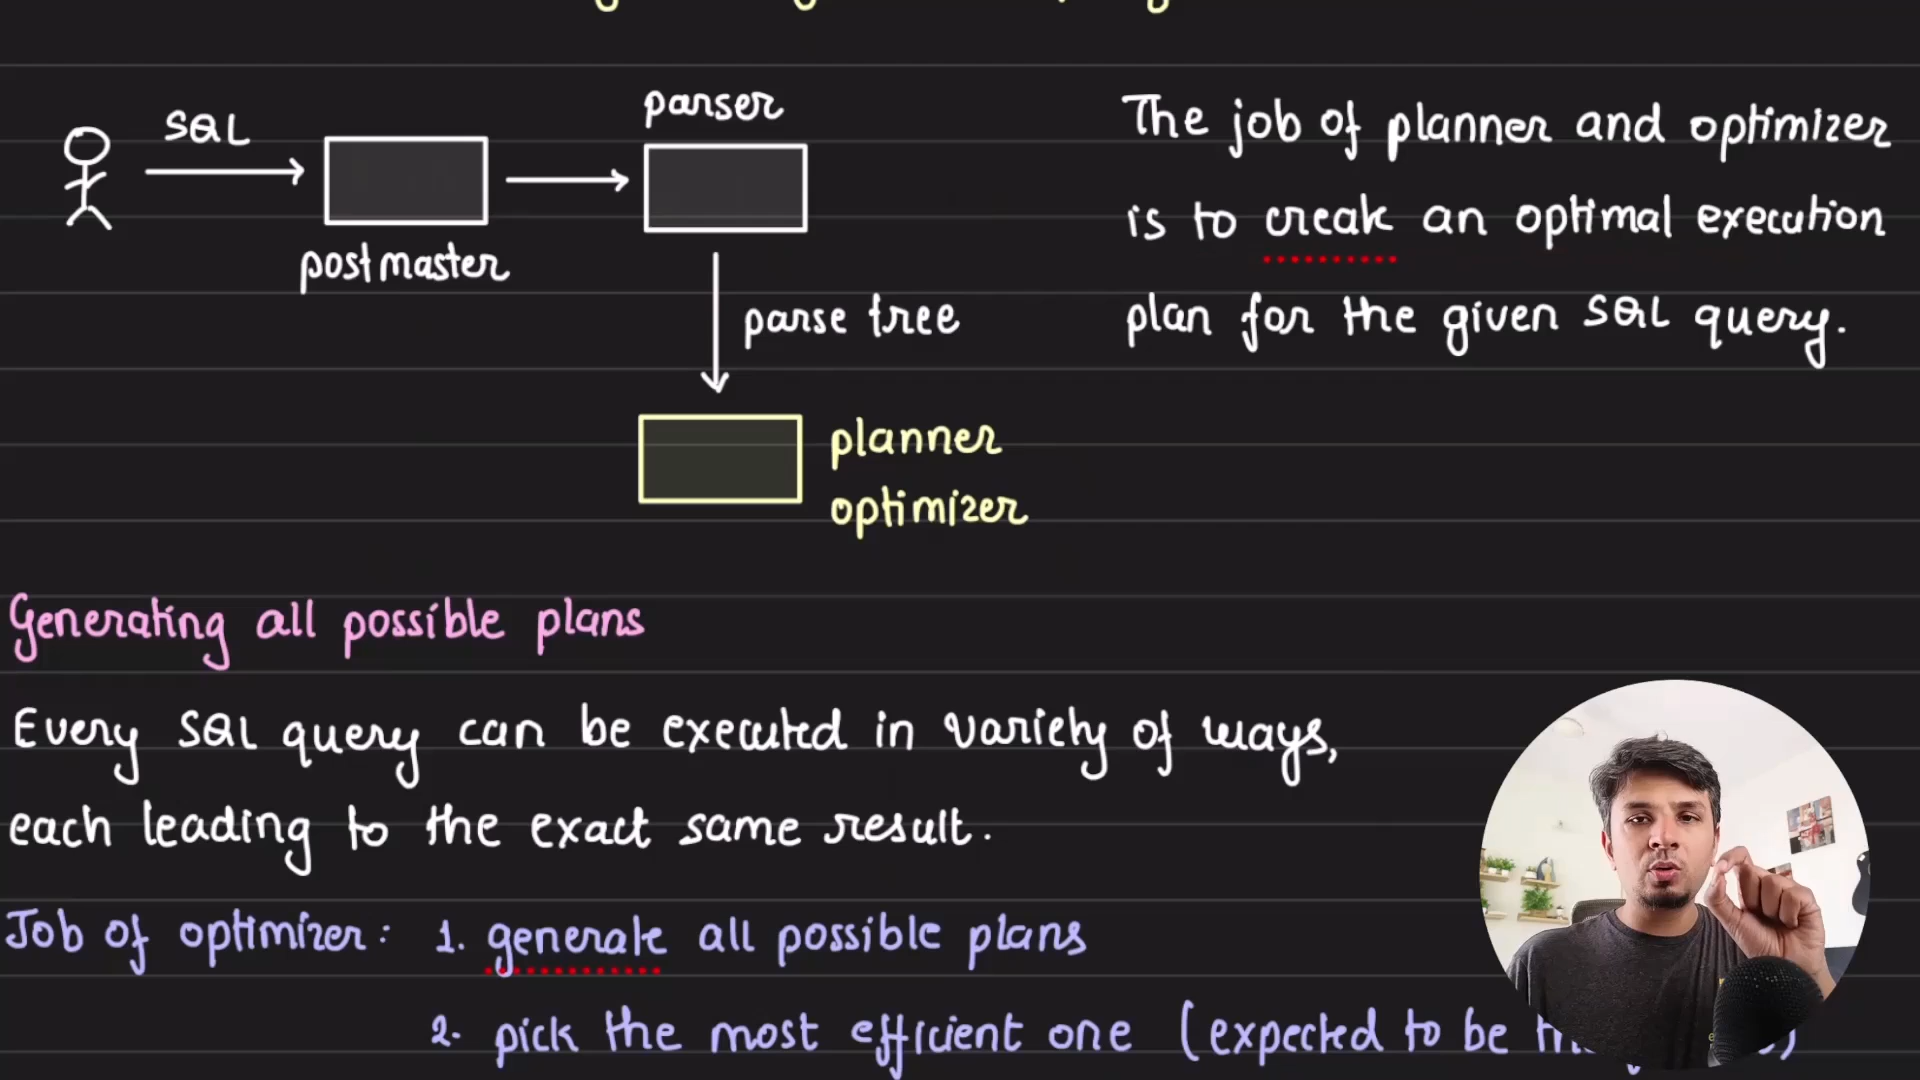 SQL
parser
postmaster
parse tree
planner
optimizer
The job of planner and optimizer
is to create an optimal execution
plan for the given SQL query.
Generating all possible plans
Every SQL query can be executed in variety of ways,
each leading to the exact same result.
Job of optimizer: 1. generate all possible plans
2. pick the most efficient one (expected to be